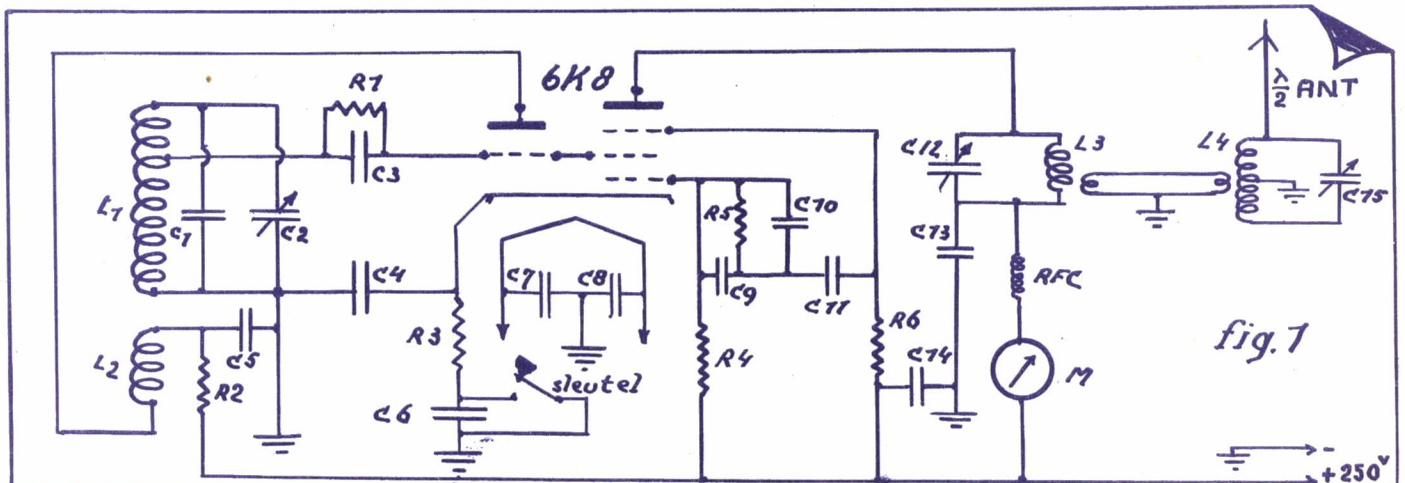 6K8
R1
λ/2 ANT
C3
C12
L3
L4
L1
C1
C2
R5
C10
C15
C4
C7
C8
C13
R3
C9
C11
RFC
L2
C5
R6
R2
R4
C14
M
fig. 1
sleutel
C6
-
+250V